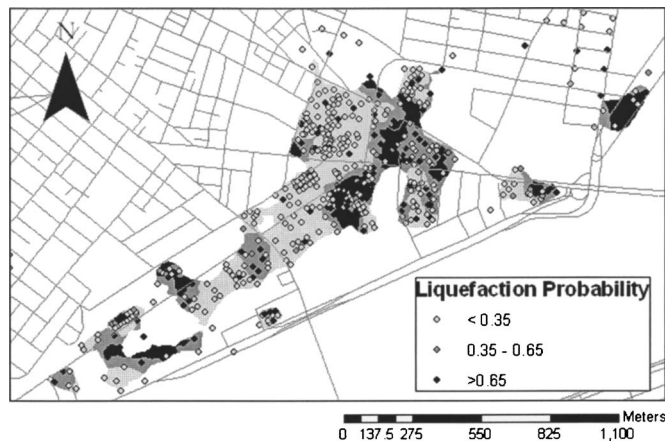 N
Liquefaction Probability
< 0.35
0.35 - 0.65
>0.65
Meters
0 137.5 275 550 825 1,100